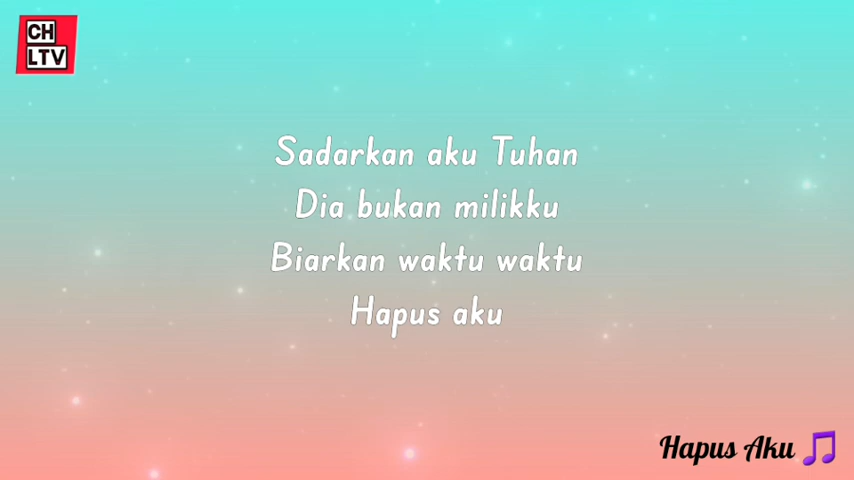 CH
LTV
Sadarkan aku Tuhan
Dia bukan milikku
Biarkan waktu waktu
Hapus aku
Hapus Aku